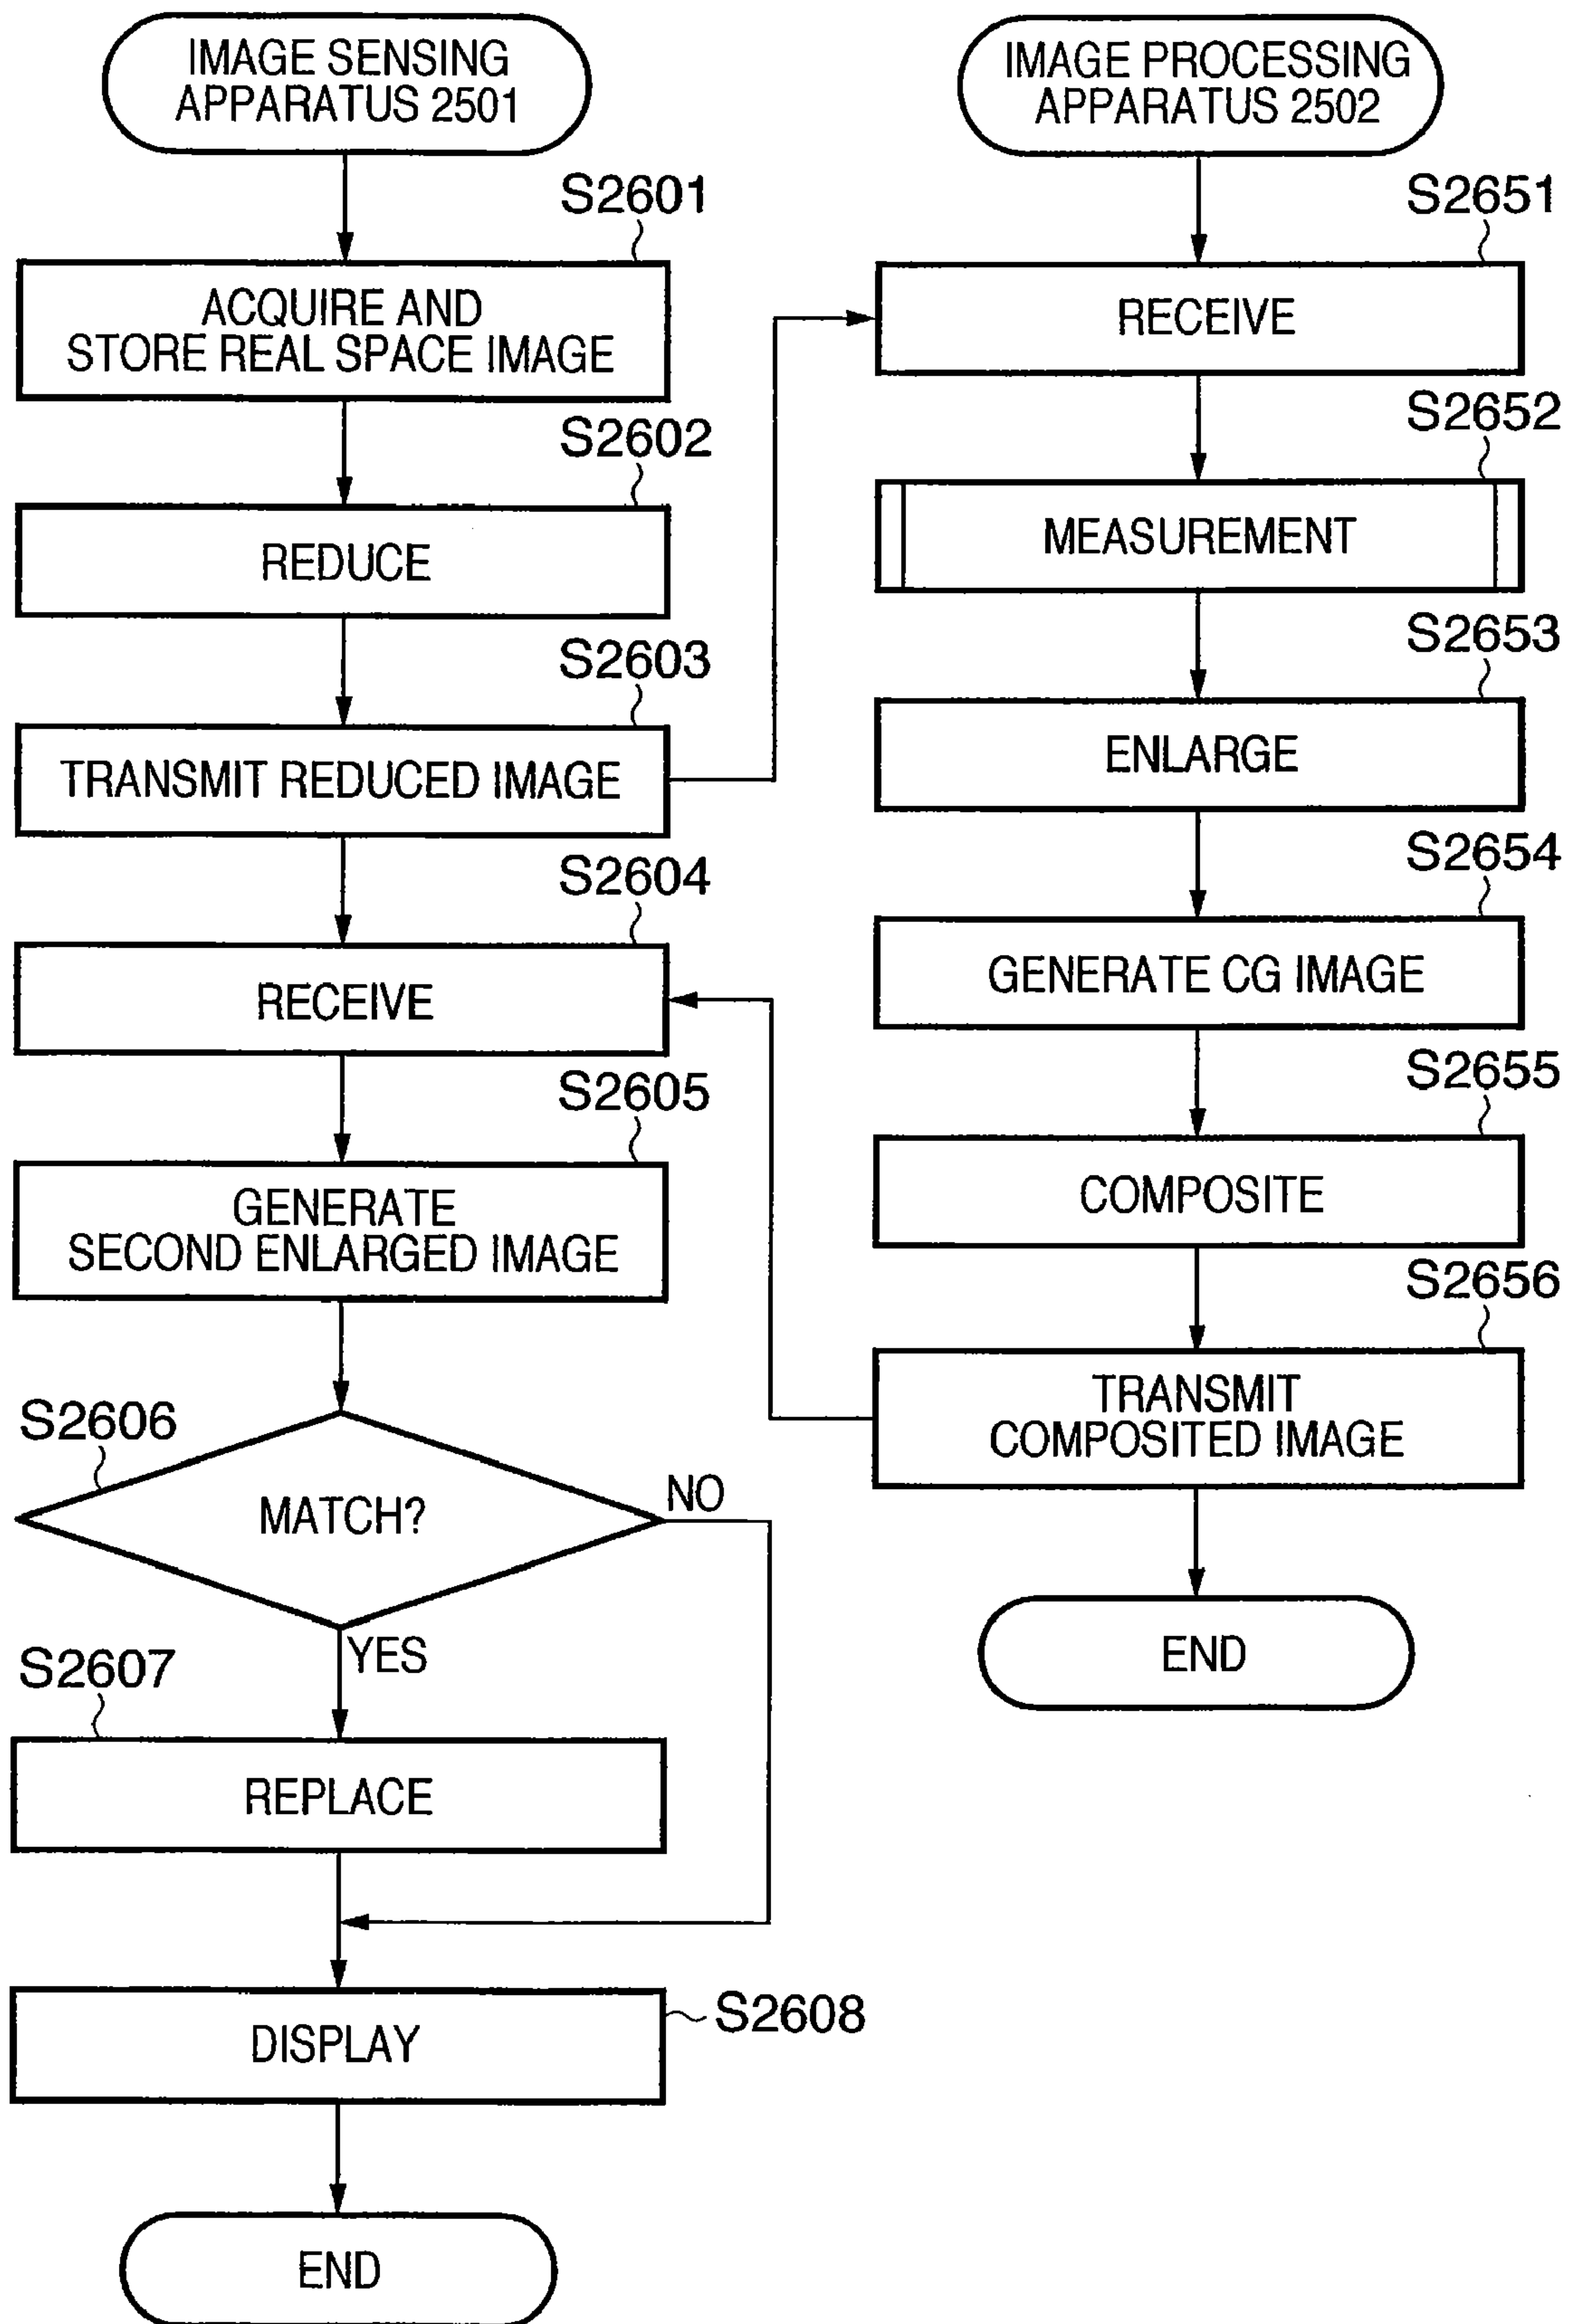 IMAGE SENSING
APPARATUS 2501
S2601
ACQUIRE AND
STORE REAL SPACE IMAGE
S2602
REDUCE
S2603
TRANSMIT REDUCED IMAGE
S2604
RECEIVE
S2605
GENERATE
SECOND ENLARGED IMAGE
S2606
MATCH?
NO
YES
S2607
REPLACE
S2608
DISPLAY
END
IMAGE PROCESSING
APPARATUS 2502
S2651
RECEIVE
S2652
MEASUREMENT
S2653
ENLARGE
S2654
GENERATE CG IMAGE
S2655
COMPOSITE
S2656
TRANSMIT
COMPOSITED IMAGE
END